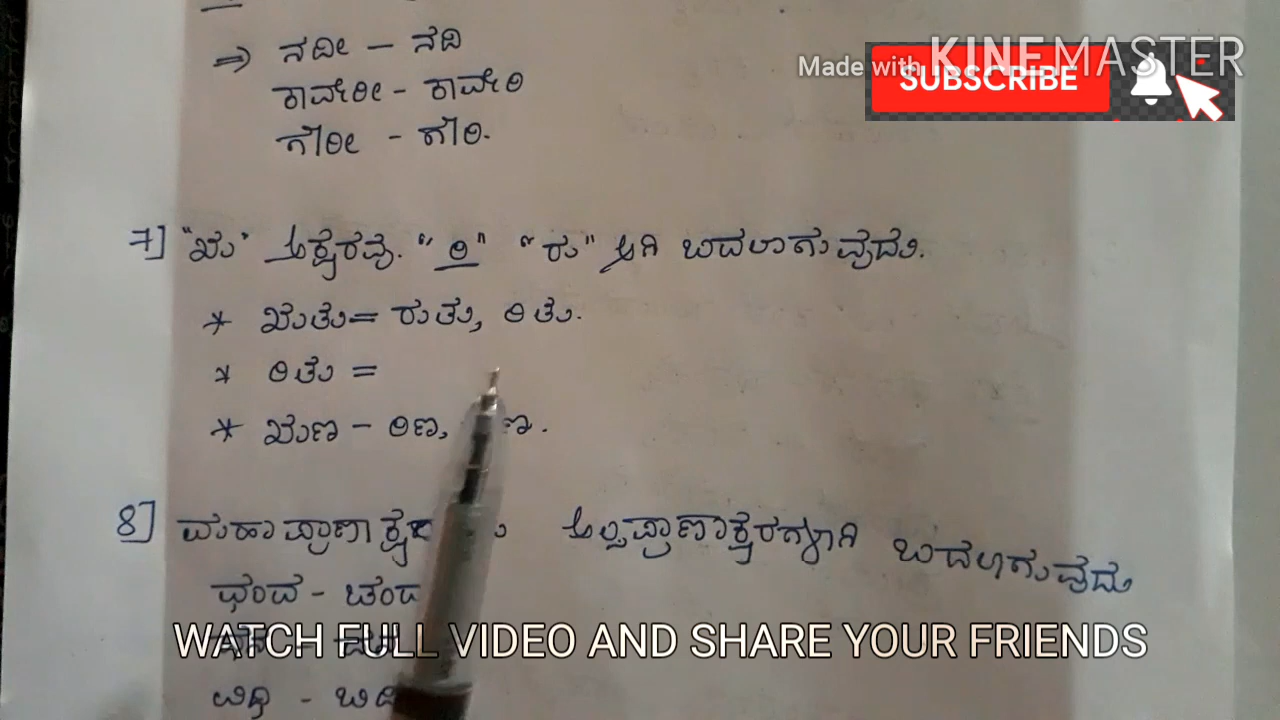 ⇒ ನದೀ – ನದಿ
Made with KINEMASTER
SUBSCRIBE
ಕಾವೇರೀ - ಕಾವೇರಿ
ಗೌರೀ - ಗೌರಿ.
7] "ಋ" ಅಕ್ಷರವು. "ರಿ" "ರು" ಆಗಿ ಬದಲಾಗುವುದು.
* ಋತು = ರುತು, ರಿತು.
* ರಿತು =
* ಋಣ – ರಿಣ,
8] ಮಹಾಪ್ರಾಣಾಕ್ಷರ ಅಲ್ಪಪ್ರಾಣಾಕ್ಷರಗಳಾಗಿ ಬದಲಾಗುವುದು
ಛಂದ - ಚಂದ
WATCH FULL VIDEO AND SHARE YOUR FRIENDS